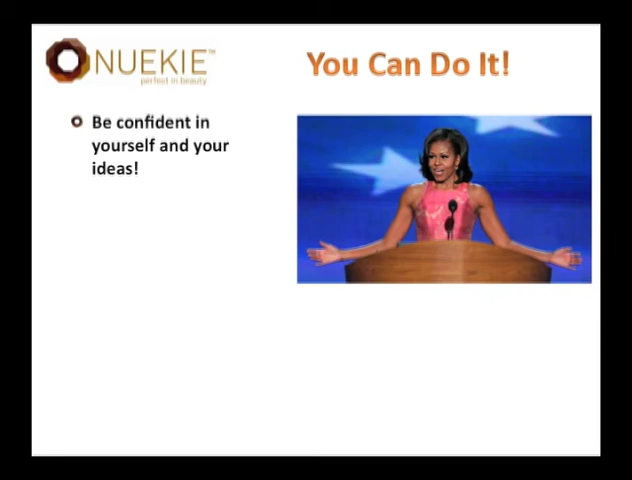 NUEKIE™
perfect in beauty
You Can Do It!
Be confident in
yourself and your
ideas!